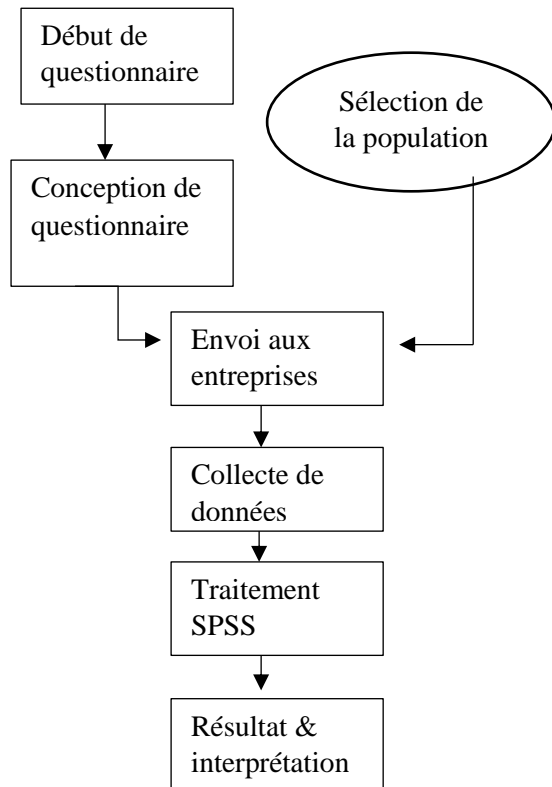 Début de
questionnaire
Sélection de
la population
Conception de
questionnaire
Envoi aux
entreprises
Collecte de
données
Traitement
SPSS
Résultat &
interprétation